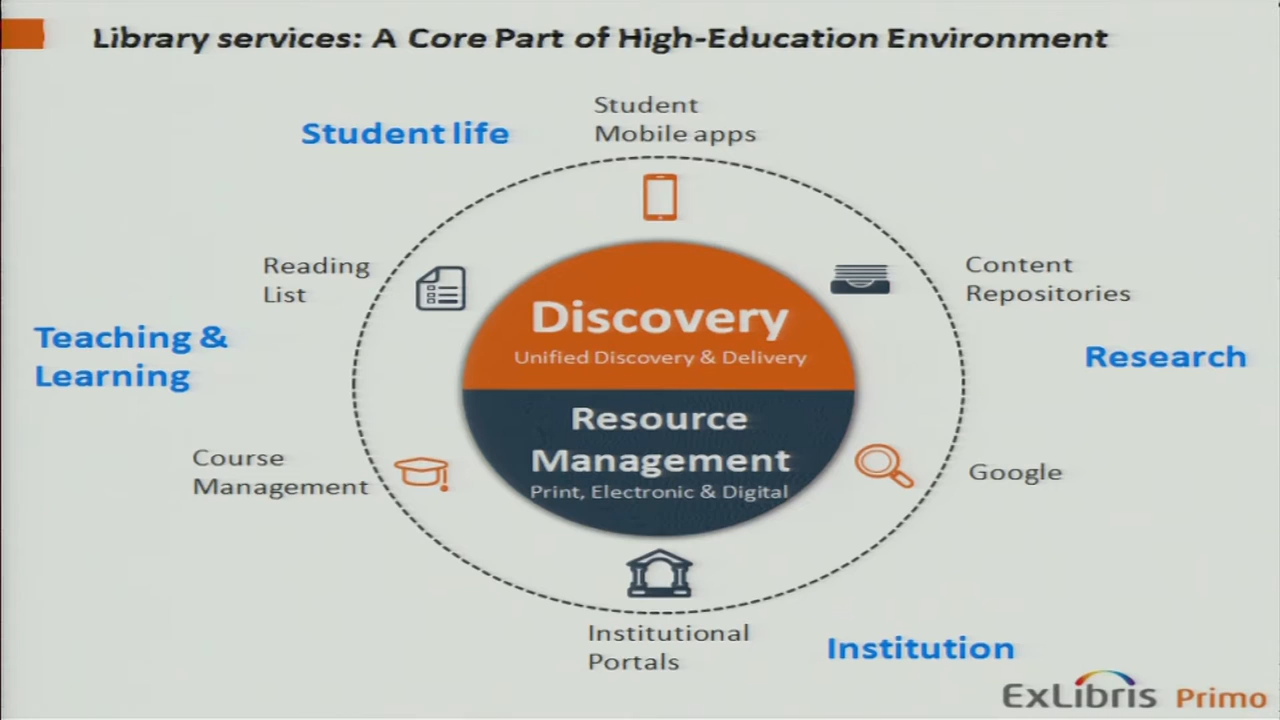 Library services: A Core Part of High-Education Environment
Student
Mobile apps
Student life
Reading
List
Content
Repositories
Teaching &
Learning
Discovery
Unified Discovery & Delivery
Research
Resource
Management
Print, Electronic & Digital
Course
Management
Google
Institutional
Portals
Institution
ExLibris Primo